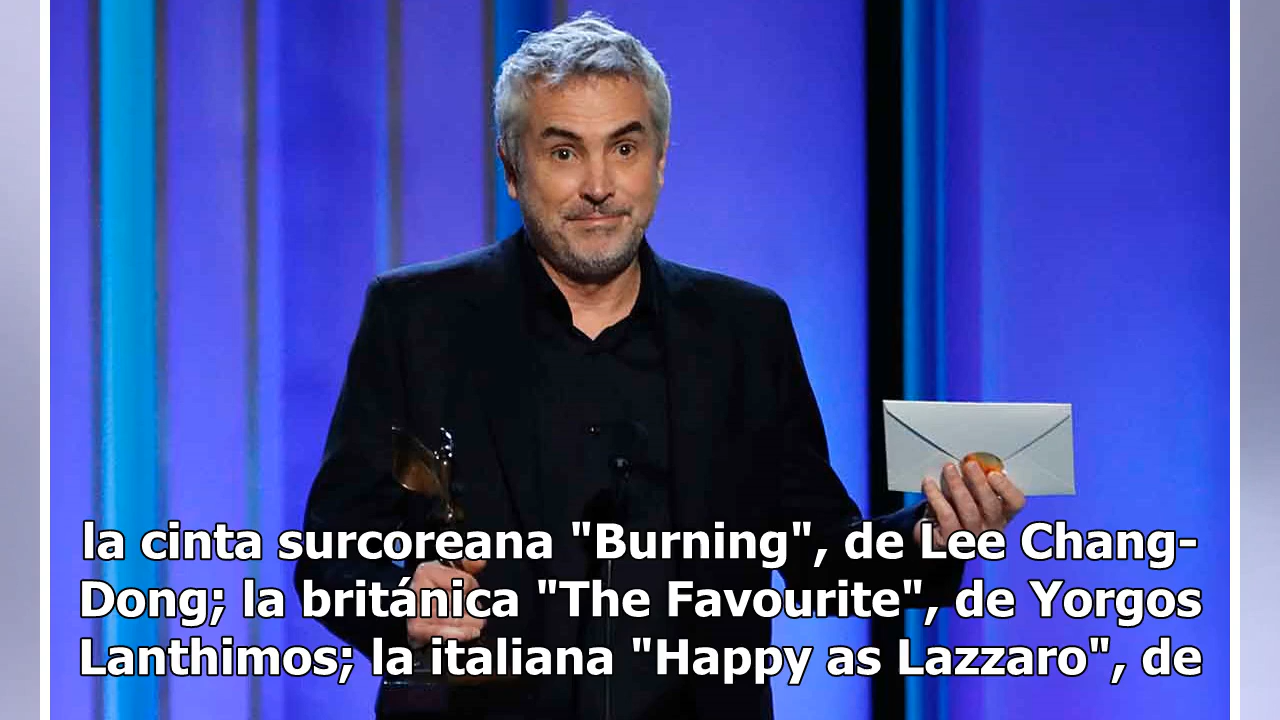 la cinta surcoreana "Burning", de Lee Chang-
Dong; la británica "The Favourite", de Yorgos
Lanthimos; la italiana "Happy as Lazzaro", de